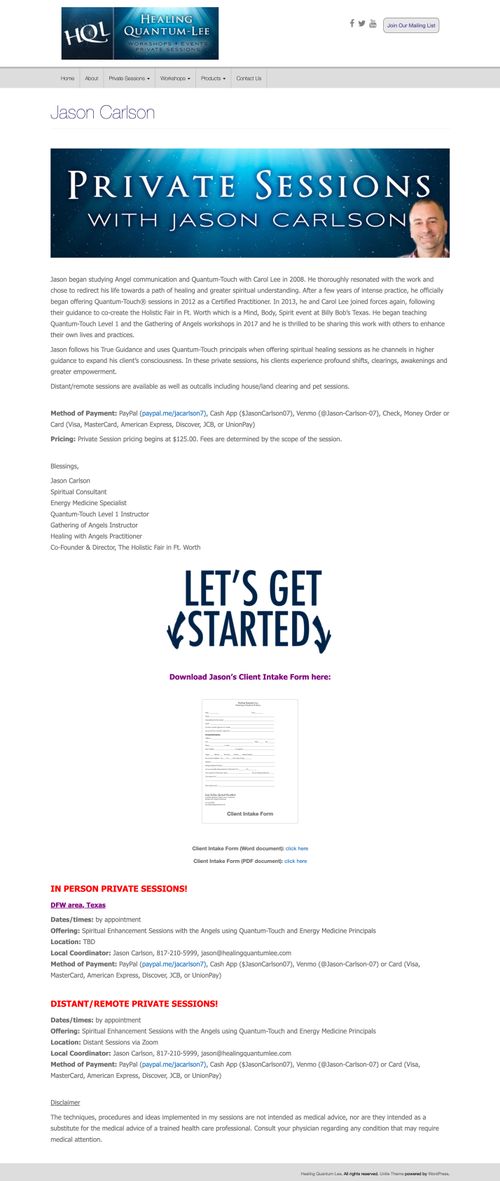 HQL
HEALING
QUANTUM-LEE
WORKSHOPS • EVENTS
PRIVATE SESSIONS
Join Our Mailing List
Home
About
Private Sessions
Workshops
Products
Contact Us
Jason Carlson
PRIVATE SESSIONS
WITH JASON CARLSON
Jason began studying Angel communication and Quantum-Touch with Carol Lee in 2008. He thoroughly resonated with the work and
chose to redirect his life towards a path of healing and greater spiritual understanding. After a few years of intense practice, he officially
began offering Quantum-Touch® sessions in 2012 as a Certified Practitioner. In 2013, he and Carol Lee joined forces again, following
their guidance to co-create the Holistic Fair in Ft. Worth which is a Mind, Body, Spirit event at Billy Bob's Texas. He began teaching
Quantum-Touch Level 1 and the Gathering of Angels workshops in 2017 and he is thrilled to be sharing this work with others to enhance
their own lives and practices.
Jason follows his True Guidance and uses Quantum-Touch principals when offering spiritual healing sessions as he channels in higher
guidance to expand his client's consciousness. In these private sessions, his clients experience profound shifts, clearings, awakenings and
greater empowerment.
Distant/remote sessions are available as well as outcalls including house/land clearing and pet sessions.
Method of Payment: PayPal (paypal.me/jacarlson7), Cash App ($JasonCarlson07), Venmo (@Jason-Carlson-07), Check, Money Order or
Card (Visa, MasterCard, American Express, Discover, JCB, or UnionPay)
Pricing: Private Session pricing begins at $125.00. Fees are determined by the scope of the session.
Blessings,
Jason Carlson
Spiritual Consultant
Energy Medicine Specialist
Quantum-Touch Level 1 Instructor
Gathering of Angels Instructor
Healing with Angels Practitioner
Co-Founder & Director, The Holistic Fair in Ft. Worth
LET'S GET
STARTED
Download Jason's Client Intake Form here:
Client Intake Form
Client Intake Form (Word document): click here
Client Intake Form (PDF document): click here
IN PERSON PRIVATE SESSIONS!
DFW area, Texas
Dates/times: by appointment
Offering: Spiritual Enhancement Sessions with the Angels using Quantum-Touch and Energy Medicine Principals
Location: TBD
Local Coordinator: Jason Carlson, 817-210-5999, jason@healingquantumlee.com
Method of Payment: PayPal (paypal.me/jacarlson7), Cash App ($JasonCarlson07), Venmo (@Jason-Carlson-07) or Card (Visa,
MasterCard, American Express, Discover, JCB, or UnionPay)
DISTANT/REMOTE PRIVATE SESSIONS!
Dates/times: by appointment
Offering: Spiritual Enhancement Sessions with the Angels using Quantum-Touch and Energy Medicine Principals
Location: Distant Sessions via Zoom
Local Coordinator: Jason Carlson, 817-210-5999, jason@healingquantumlee.com
Method of Payment: PayPal (paypal.me/jacarlson7), Cash App ($JasonCarlson07), Venmo (@Jason-Carlson-07) or Card (Visa,
MasterCard, American Express, Discover, JCB, or UnionPay)
Disclaimer
The techniques, procedures and ideas implemented in my sessions are not intended as medical advice, nor are they intended as a
substitute for the medical advice of a trained health care professional. Consult your physician regarding any condition that may require
medical attention.
Healing Quantum-Lee. All rights reserved. Unite Theme powered by WordPress.